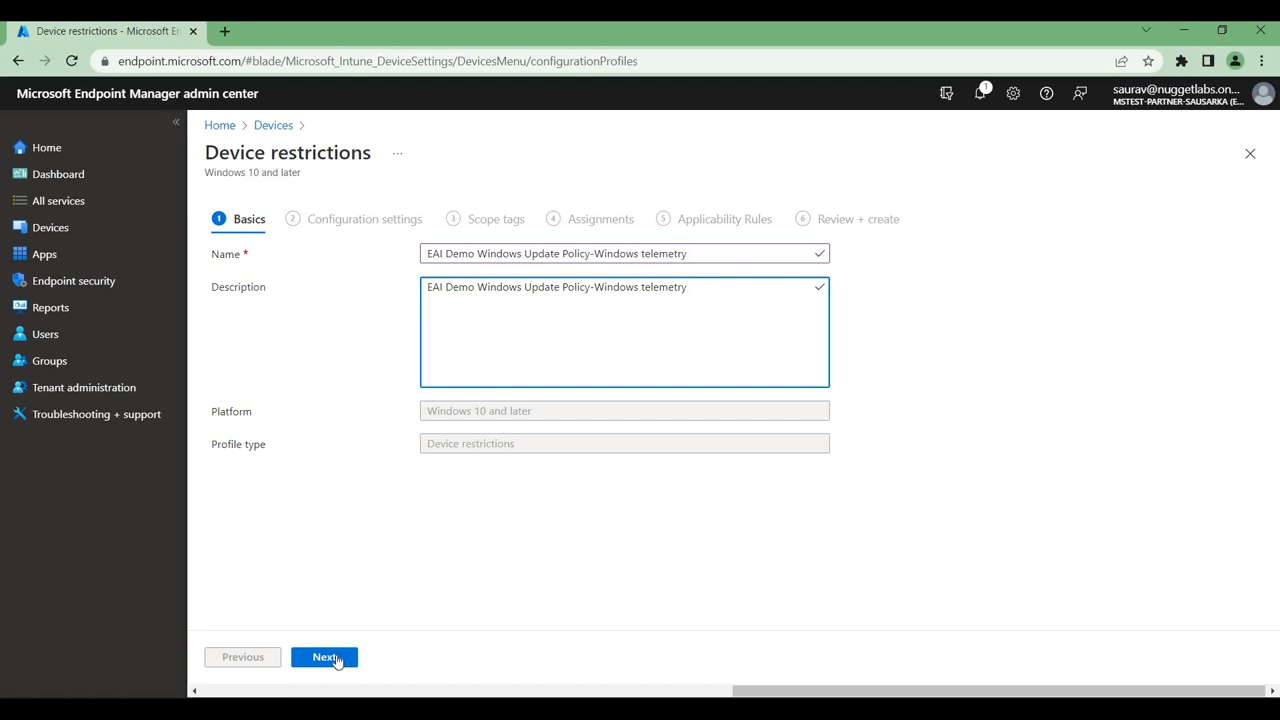 Device restrictions - Microsoft En
endpoint.microsoft.com/#blade/Microsoft_Intune_DeviceSettings/DevicesMenu/configurationProfiles
Microsoft Endpoint Manager admin center
1
saurav@nuggetlabs.on...
MSTEST-PARTNER-SAUSARKA (E...
Home
Dashboard
All services
Devices
Apps
Endpoint security
Reports
Users
Groups
Tenant administration
Troubleshooting + support
Home > Devices >
Device restrictions ...
Windows 10 and later
1 Basics 2 Configuration settings 3 Scope tags 4 Assignments 5 Applicability Rules 6 Review + create
Name * EAI Demo Windows Update Policy-Windows telemetry
Description EAI Demo Windows Update Policy-Windows telemetry
Platform Windows 10 and later
Profile type Device restrictions
Previous Next